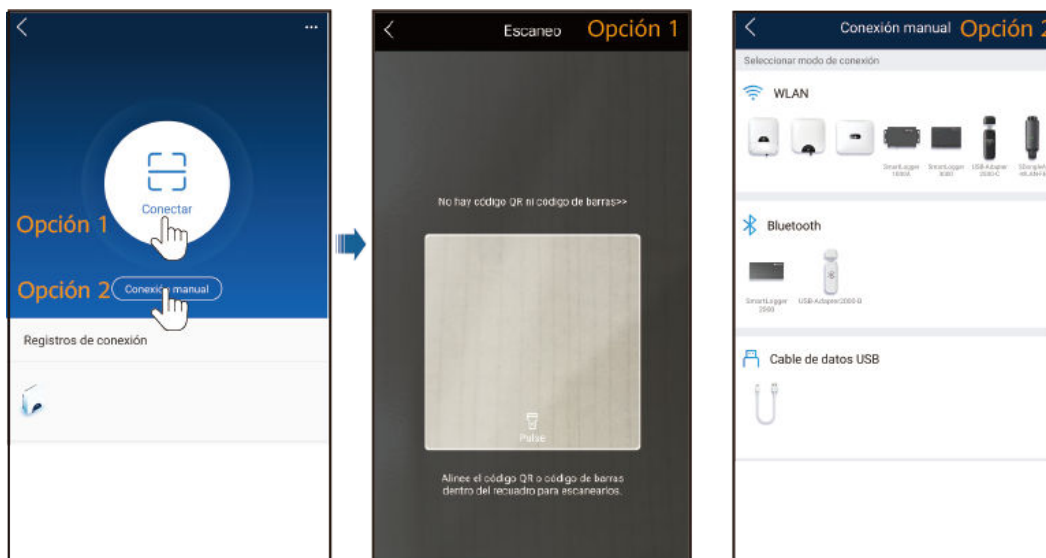 Conectar
Opción 1
Opción 2
Conexión manual
Registros de conexión
Escaneo
Opción 1
No hay código QR ni código de barras>>
Pulse
Alinee el código QR o código de barras
dentro del recuadro para escanearlos.
Conexión manual
Opción 2
Seleccionar modo de conexión
WLAN
SmartLogger
3000
USB-Adapter
2000-C
Bluetooth
SmartLogger
2000
Cable de datos USB